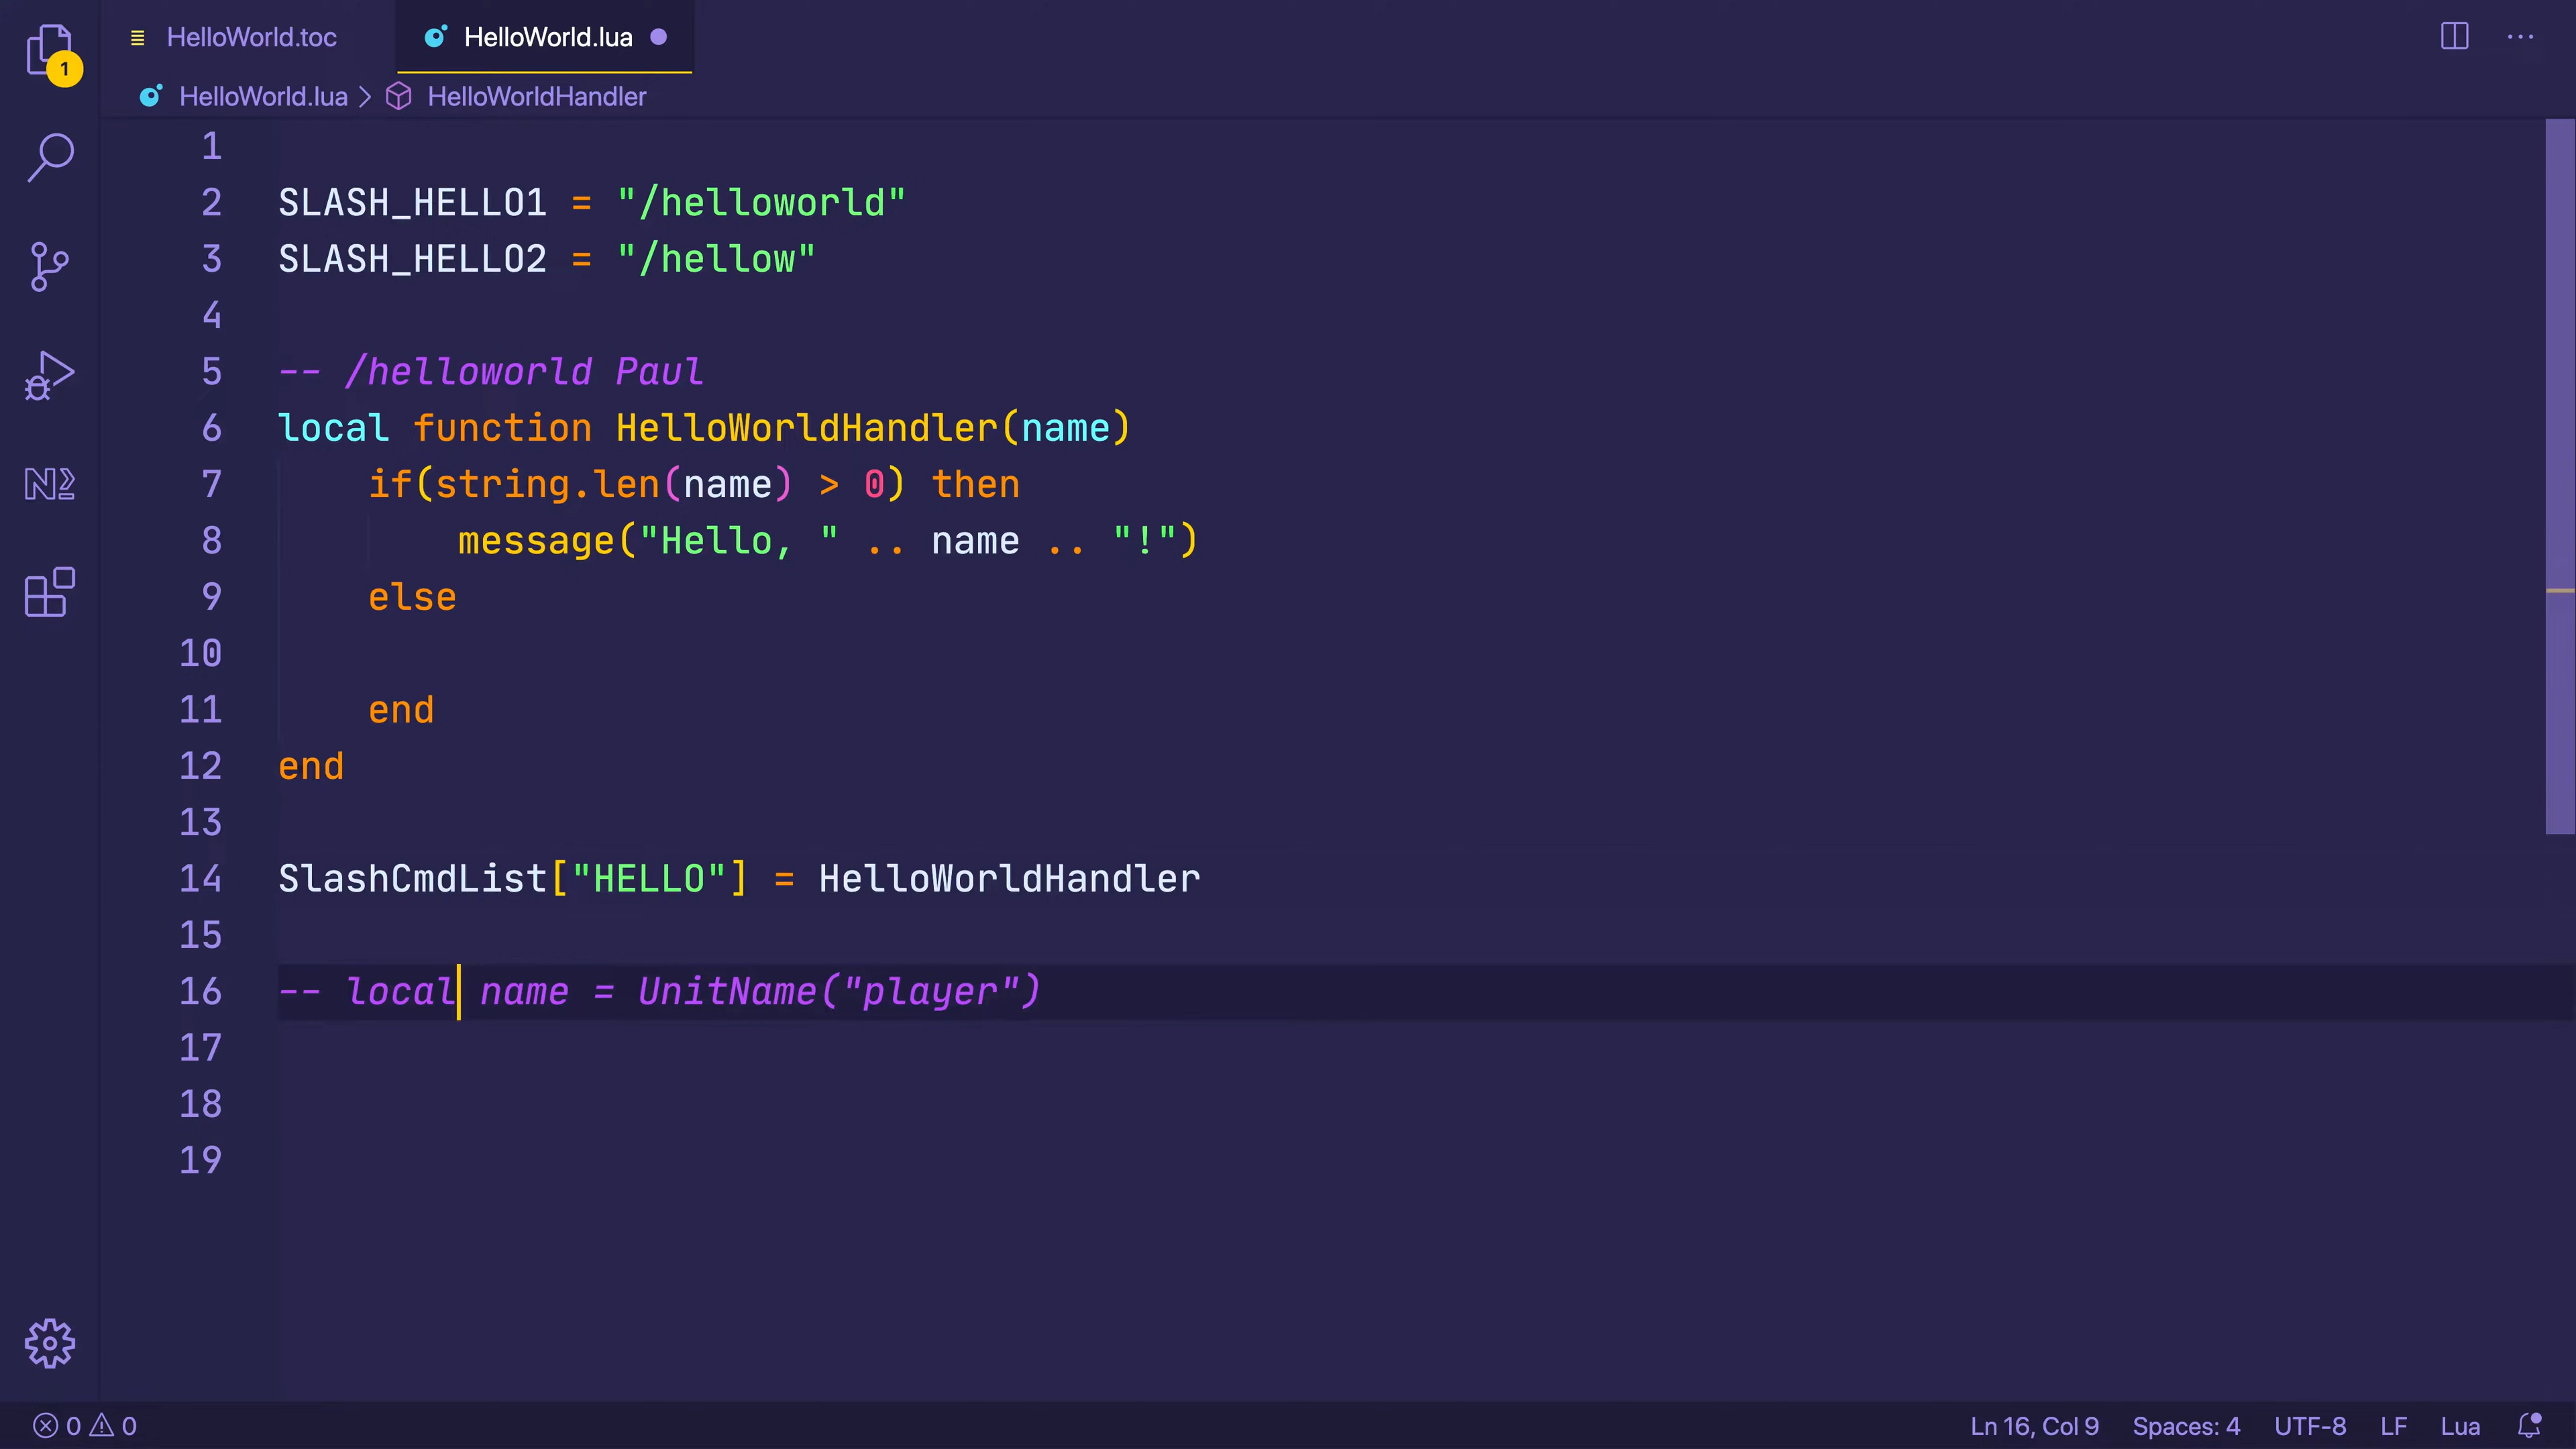 HelloWorld.toc
HelloWorld.lua
1
HelloWorld.lua > HelloWorldHandler
1
2 SLASH_HELLO1 = "/helloworld"
3 SLASH_HELLO2 = "/hellow"
4
5 -- /helloworld Paul
6 local function HelloWorldHandler(name)
7 if(string.len(name) > 0) then
8 message("Hello, " .. name .. "!")
9 else
10
11 end
12 end
13
14 SlashCmdList["HELLO"] = HelloWorldHandler
15
16 -- local name = UnitName("player")
17
18
19
0 0 Ln 16, Col 9 Spaces: 4 UTF-8 LF Lua